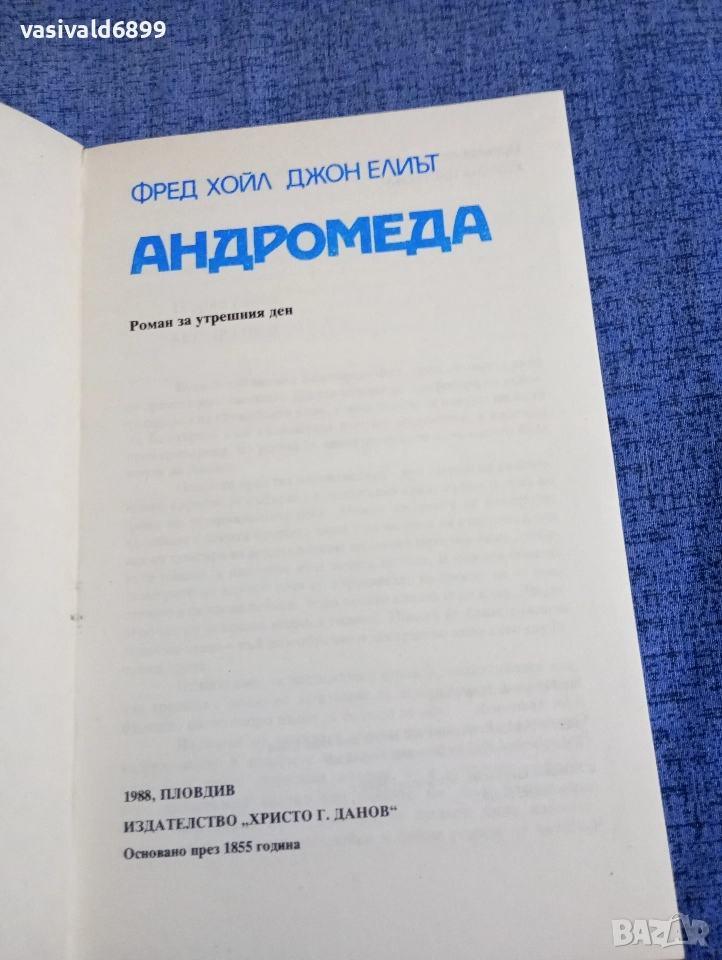 vasivald6899
ФРЕД ХОЙЛ ДЖОН ЕЛИЪТ
АНДРОМЕДА
Роман за утрешния ден
1988, ПЛОВДИВ
ИЗДАТЕЛСТВО „ХРИСТО Г. ДАНОВ“
Основано през 1855 година
BAZAR